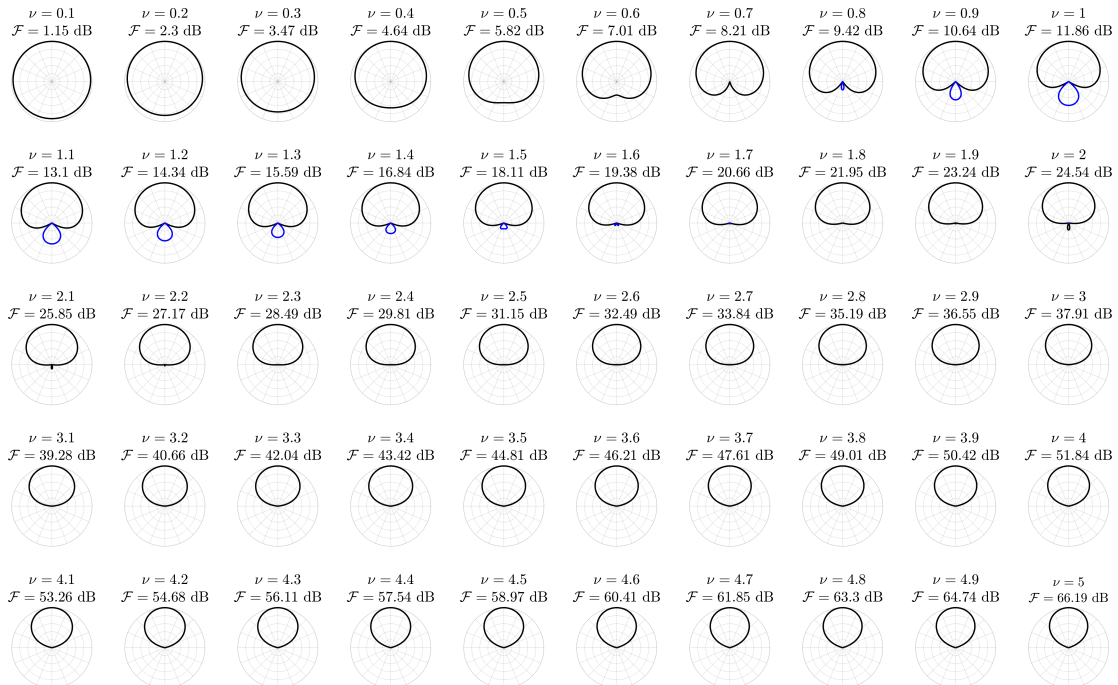 ν = 0.1 ν = 0.2 ν = 0.3 ν = 0.4 ν = 0.5 ν = 0.6 ν = 0.7 ν = 0.8 ν = 0.9 ν = 1
ℱ = 1.15 dB ℱ = 2.3 dB ℱ = 3.47 dB ℱ = 4.64 dB ℱ = 5.82 dB ℱ = 7.01 dB ℱ = 8.21 dB ℱ = 9.42 dB ℱ = 10.64 dB ℱ = 11.86 dB
ν = 1.1 ν = 1.2 ν = 1.3 ν = 1.4 ν = 1.5 ν = 1.6 ν = 1.7 ν = 1.8 ν = 1.9 ν = 2
ℱ = 13.1 dB ℱ = 14.34 dB ℱ = 15.59 dB ℱ = 16.84 dB ℱ = 18.11 dB ℱ = 19.38 dB ℱ = 20.66 dB ℱ = 21.95 dB ℱ = 23.24 dB ℱ = 24.54 dB
ν = 2.1 ν = 2.2 ν = 2.3 ν = 2.4 ν = 2.5 ν = 2.6 ν = 2.7 ν = 2.8 ν = 2.9 ν = 3
ℱ = 25.85 dB ℱ = 27.17 dB ℱ = 28.49 dB ℱ = 29.81 dB ℱ = 31.15 dB ℱ = 32.49 dB ℱ = 33.84 dB ℱ = 35.19 dB ℱ = 36.55 dB ℱ = 37.91 dB
ν = 3.1 ν = 3.2 ν = 3.3 ν = 3.4 ν = 3.5 ν = 3.6 ν = 3.7 ν = 3.8 ν = 3.9 ν = 4
ℱ = 39.28 dB ℱ = 40.66 dB ℱ = 42.04 dB ℱ = 43.42 dB ℱ = 44.81 dB ℱ = 46.21 dB ℱ = 47.61 dB ℱ = 49.01 dB ℱ = 50.42 dB ℱ = 51.84 dB
ν = 4.1 ν = 4.2 ν = 4.3 ν = 4.4 ν = 4.5 ν = 4.6 ν = 4.7 ν = 4.8 ν = 4.9 ν = 5
ℱ = 53.26 dB ℱ = 54.68 dB ℱ = 56.11 dB ℱ = 57.54 dB ℱ = 58.97 dB ℱ = 60.41 dB ℱ = 61.85 dB ℱ = 63.3 dB ℱ = 64.74 dB ℱ = 66.19 dB